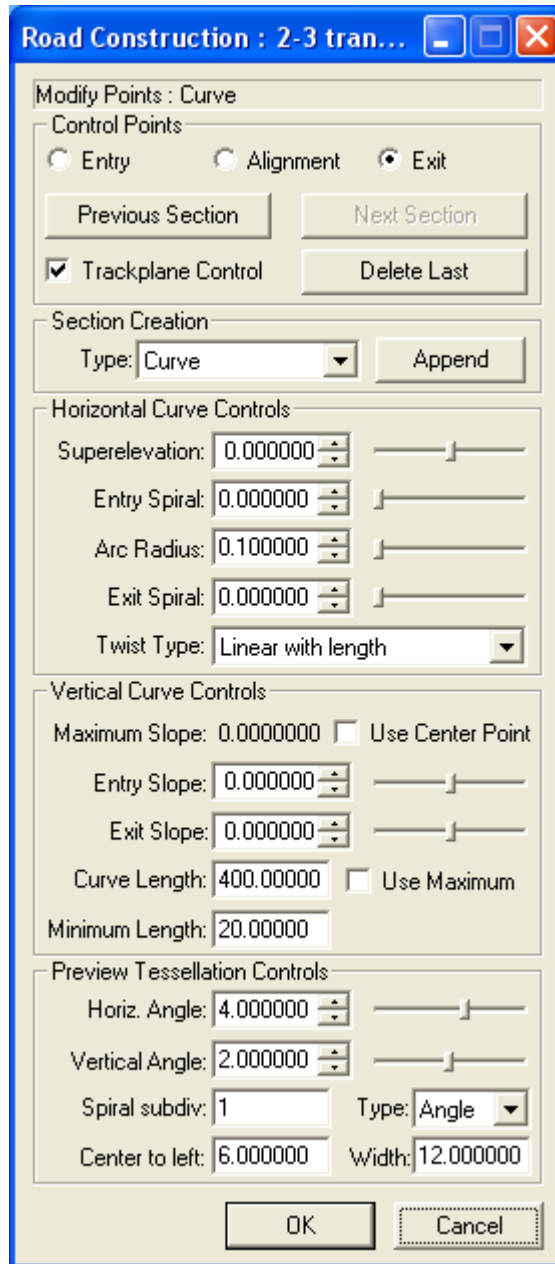 Road Construction : 2-3 tran...
Modify Points : Curve
Control Points
Entry Alignment Exit
Previous Section Next Section
Trackplane Control Delete Last
Section Creation
Type: Curve Append
Horizontal Curve Controls
Superelevation: 0.000000
Entry Spiral: 0.000000
Arc Radius: 0.100000
Exit Spiral: 0.000000
Twist Type: Linear with length
Vertical Curve Controls
Maximum Slope: 0.0000000 Use Center Point
Entry Slope: 0.000000
Exit Slope: 0.000000
Curve Length: 400.00000 Use Maximum
Minimum Length: 20.00000
Preview Tessellation Controls
Horiz. Angle: 4.000000
Vertical Angle: 2.000000
Spiral subdiv: 1 Type: Angle
Center to left: 6.000000 Width: 12.000000
OK Cancel